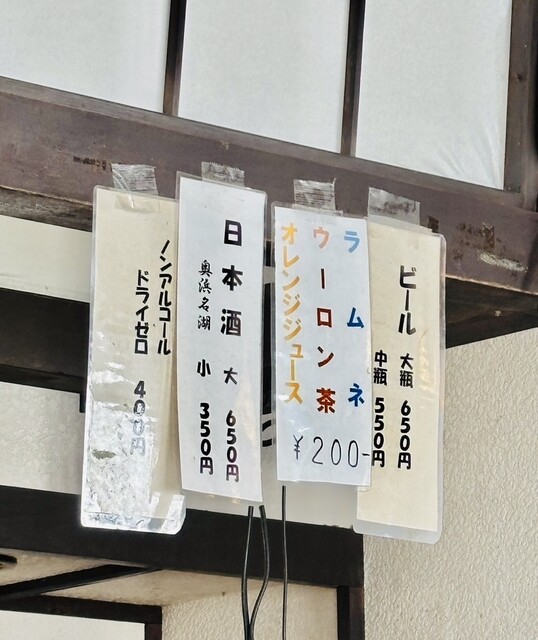 ビール 大瓶 650円
中瓶 550円
ラムネ
ウーロン茶
オレンジジュース
¥200-
日本酒 大 650円
奥浜名湖 小 350円
ノンアルコール
ドライゼロ 400円